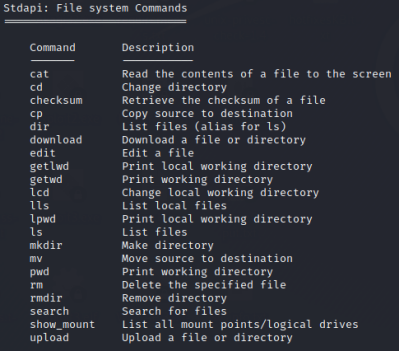 Stdapi: File system Commands
Command Description
cat Read the contents of a file to the screen
cd Change directory
checksum Retrieve the checksum of a file
cp Copy source to destination
dir List files (alias for ls)
download Download a file or directory
edit Edit a file
getlwd Print local working directory
getwd Print working directory
lcd Change local working directory
lls List local files
lpwd Print local working directory
ls List files
mkdir Make directory
mv Move source to destination
pwd Print working directory
rm Delete the specified file
rmdir Remove directory
search Search for files
show_mount List all mount points/logical drives
upload Upload a file or directory